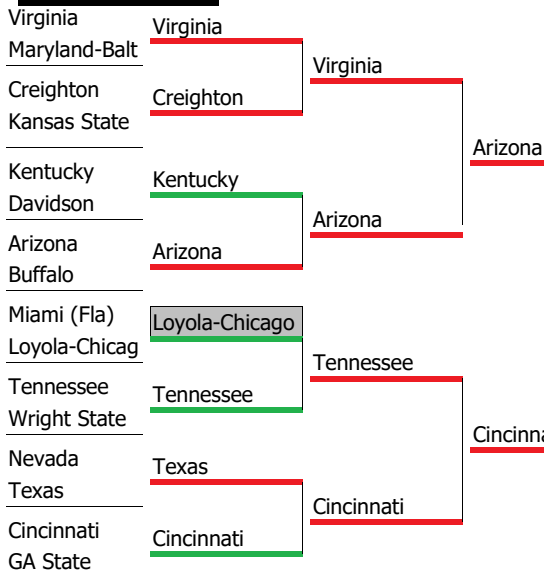 Virginia
Maryland-Balt
Creighton
Kansas State
Kentucky
Davidson
Arizona
Buffalo
Miami (Fla)
Loyola-Chicag
Tennessee
Wright State
Nevada
Texas
Cincinnati
GA State
Virginia
Creighton
Kentucky
Arizona
Loyola-Chicago
Tennessee
Texas
Cincinnati
Virginia
Arizona
Tennessee
Cincinnati
Arizona
Cincinna